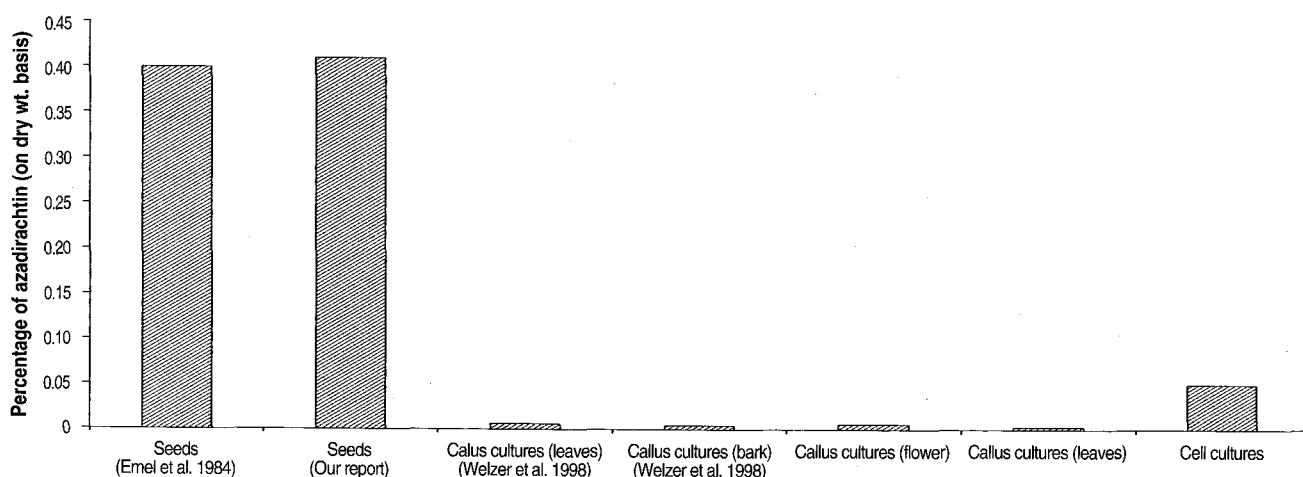 Percentage of azadirachtin (on dry wt. basis)
0.45
0.40
0.35
0.30
0.25
0.20
0.15
0.10
0.05
0
Seeds
(Ernel et al. 1984)
Seeds
(Our report)
Calus cultures (leaves)
(Welzer et al. 1998)
Callus cultures (bark)
(Welzer et al. 1998)
Callus cultures (flower)
Callus cultures (leaves)
Cell cultures